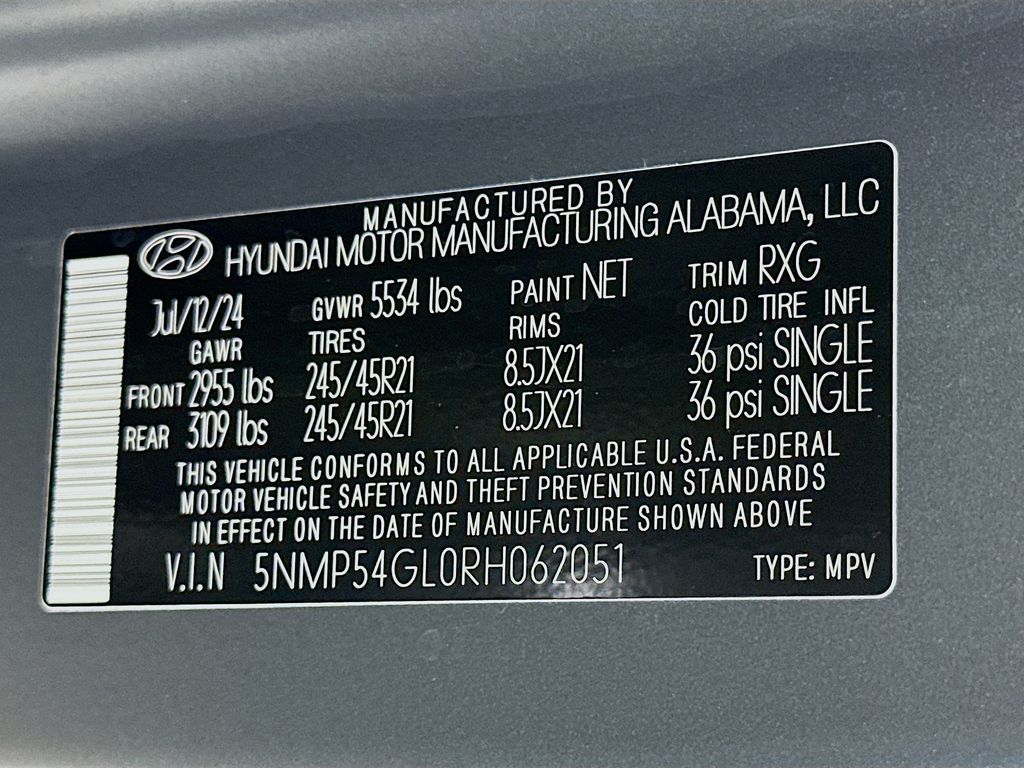 MANUFACTURED BY
HYUNDAI MOTOR MANUFACTURING ALABAMA, LLC
Jul/12/24 GVWR 5534 lbs PAINT NET TRIM RXG
GAWR TIRES RIMS COLD TIRE INFL
FRONT 2955 lbs 245/45R21 8.5JX21 36 psi SINGLE
REAR 3109 lbs 245/45R21 8.5JX21 36 psi SINGLE
THIS VEHICLE CONFORMS TO ALL APPLICABLE U.S.A. FEDERAL
MOTOR VEHICLE SAFETY AND THEFT PREVENTION STANDARDS
IN EFFECT ON THE DATE OF MANUFACTURE SHOWN ABOVE
V.I.N 5NMP54GL0RH062051 TYPE: MPV